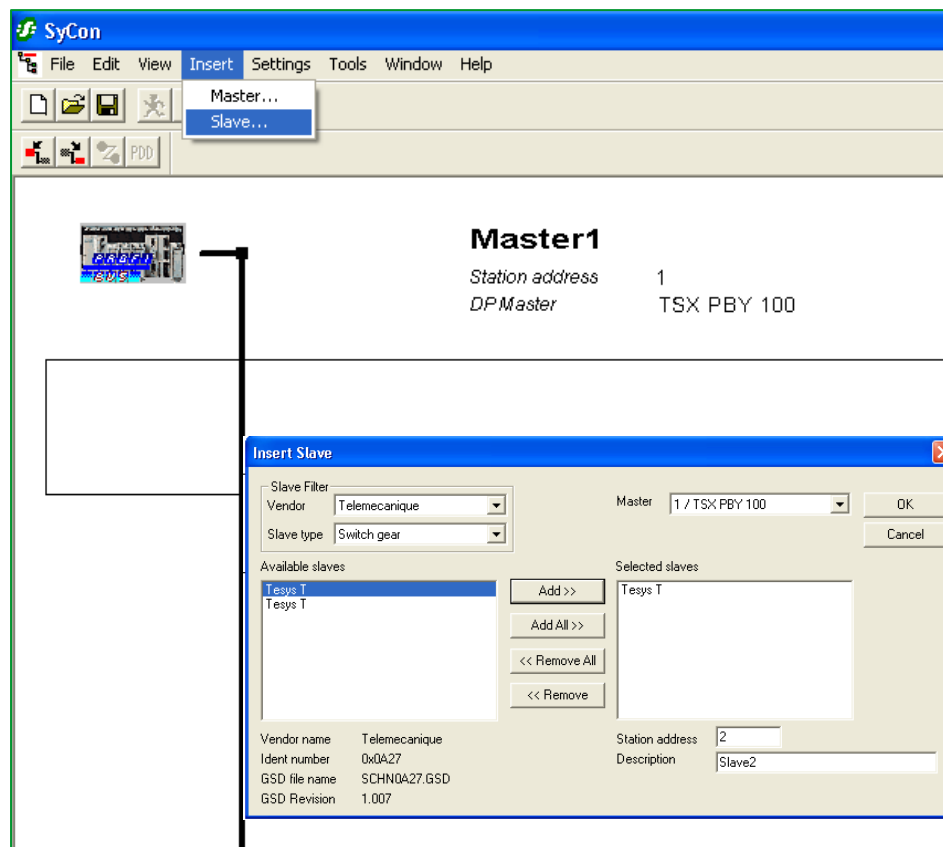 SyCon
File Edit View Insert Settings Tools Window Help
Master...
Slave...
PDD
PROFI
BUS
Master1
Station address 1
DP Master TSX PBY 100
Insert Slave
Slave Filter
Vendor Telemecanique
Slave type Switch gear
Master 1 / TSX PBY 100
OK
Cancel
Available slaves
Tesys T
Tesys T
Add >>
Add All >>
<< Remove All
<< Remove
Selected slaves
Tesys T
Vendor name Telemecanique
Ident number 0x0A27
GSD file name SCHN0A27.GSD
GSD Revision 1.007
Station address 2
Description Slave2